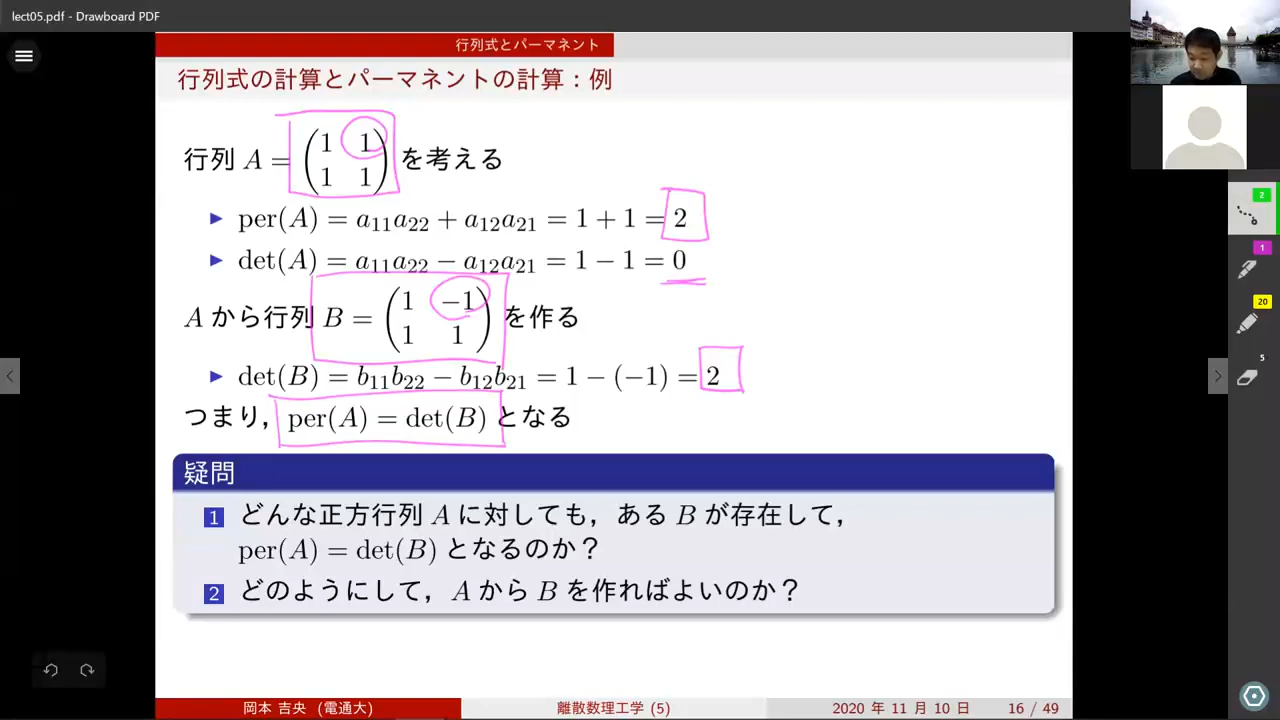 lect05.pdf - Drawboard PDF
行列式とパーマネント
行列式の計算とパーマネントの計算：例
行列 A = (1 1
1 1) を考える
▶ per(A) = a₁₁a₂₂ + a₁₂a₂₁ = 1 + 1 = 2
▶ det(A) = a₁₁a₂₂ − a₁₂a₂₁ = 1 − 1 = 0
A から行列 B = (1 −1
1 1) を作る
▶ det(B) = b₁₁b₂₂ − b₁₂b₂₁ = 1 − (−1) = 2
つまり，per(A) = det(B) となる
疑問
1 どんな正方行列 A に対しても，ある B が存在して，
per(A) = det(B) となるのか？
2 どのようにして，A から B を作ればよいのか？
岡本 吉央 (電通大) 離散数理工学 (5) 2020 年 11 月 10 日 16 / 49
2
1
20
5